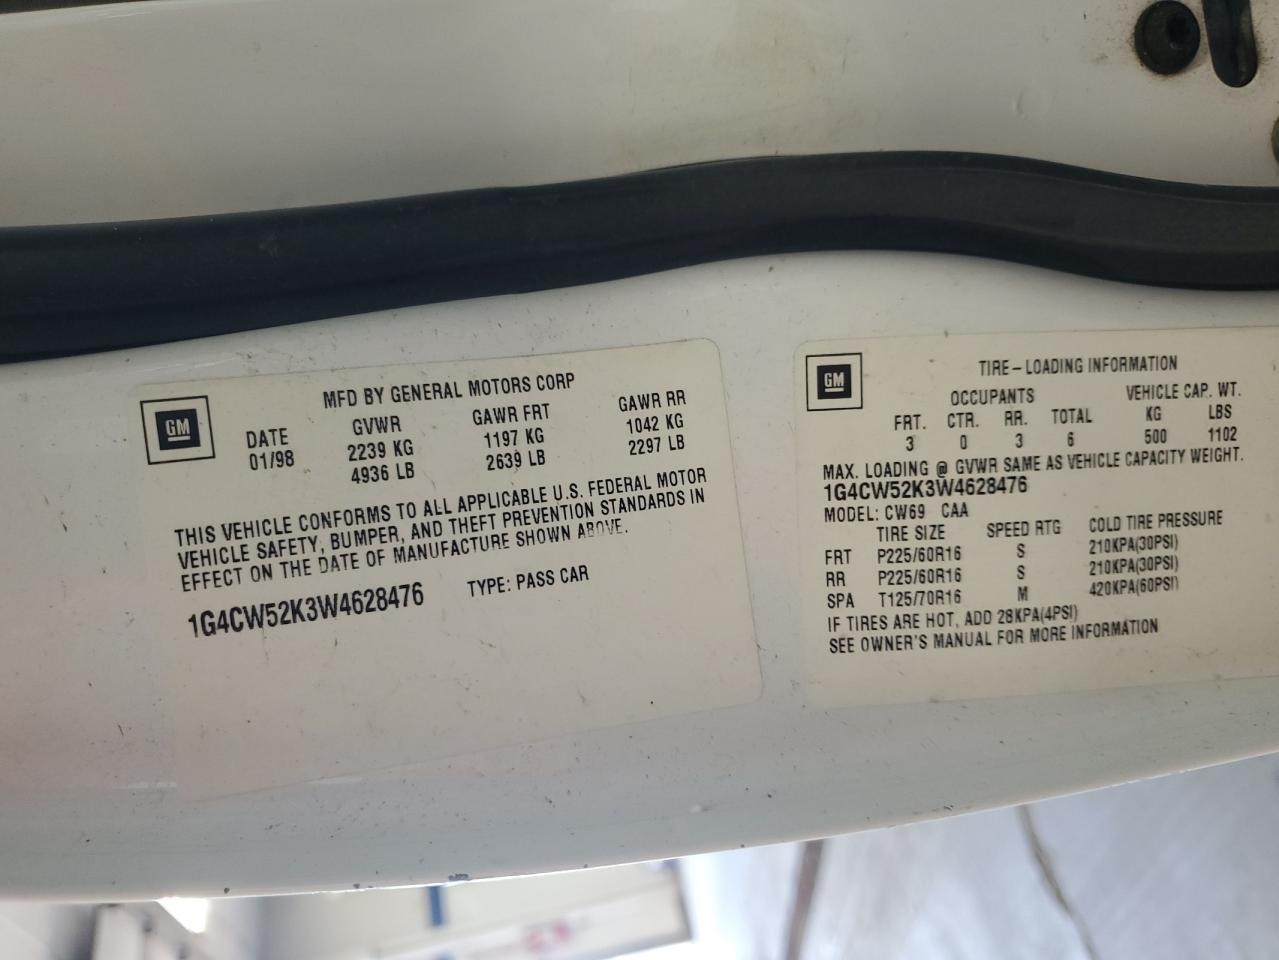 GM
MFD BY GENERAL MOTORS CORP
DATE GVWR GAWR FRT GAWR RR
01/98 2239 KG 1197 KG 1042 KG
4936 LB 2639 LB 2297 LB
THIS VEHICLE CONFORMS TO ALL APPLICABLE U.S. FEDERAL MOTOR
VEHICLE SAFETY, BUMPER, AND THEFT PREVENTION STANDARDS IN
EFFECT ON THE DATE OF MANUFACTURE SHOWN ABOVE.
1G4CW52K3W4628476 TYPE: PASS CAR
GM
TIRE-LOADING INFORMATION
OCCUPANTS VEHICLE CAP. WT.
FRT. CTR. RR. TOTAL KG LBS
3 0 3 6 500 1102
MAX. LOADING @ GVWR SAME AS VEHICLE CAPACITY WEIGHT.
1G4CW52K3W4628476
MODEL: CW69 CAA
TIRE SIZE SPEED RTG COLD TIRE PRESSURE
FRT P225/60R16 S 210KPA(30PSI)
RR P225/60R16 S 210KPA(30PSI)
SPA T125/70R16 M 420KPA(60PSI)
IF TIRES ARE HOT, ADD 28KPA(4PSI)
SEE OWNER'S MANUAL FOR MORE INFORMATION